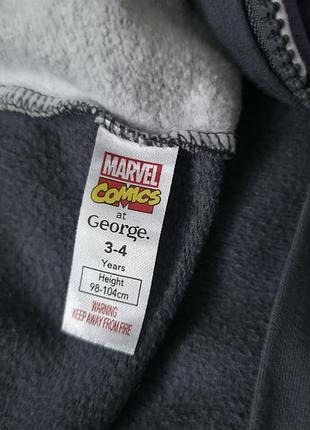 MARVEL
COMICS
at
George.
3-4
Years
Height
98-104cm
WARNING
KEEP AWAY FROM FIRE